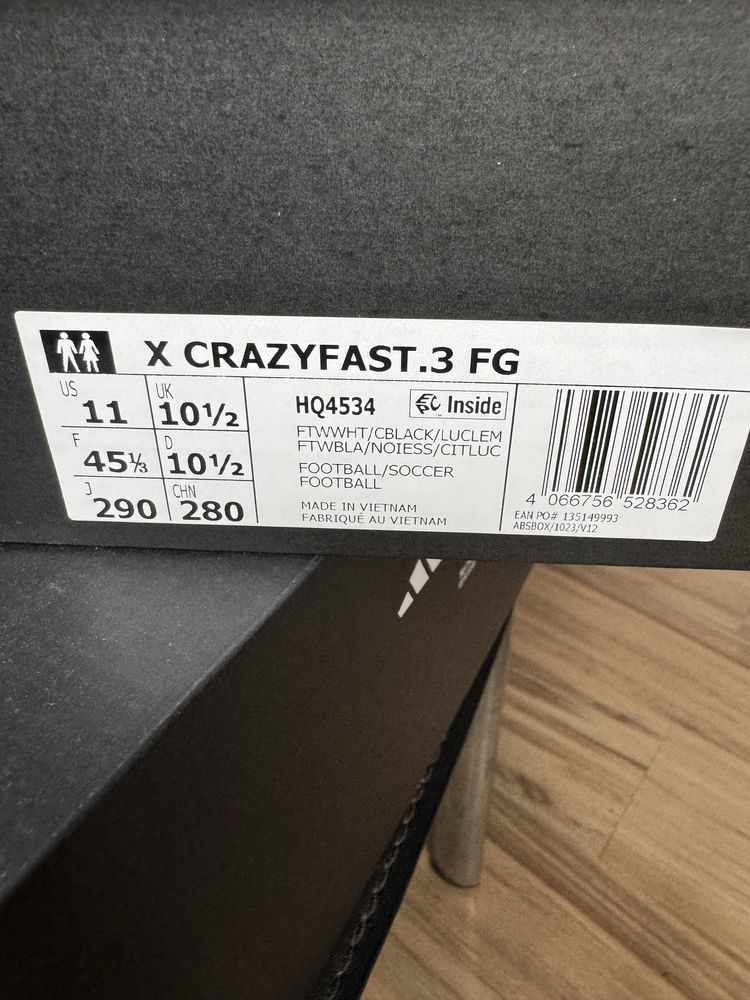 X CRAZYFAST.3 FG
US 11 UK 10½
F 45⅓ D 10½
J 290 CHN 280
HQ4534
Inside
FTWWHT/CBLACK/LUCLEM
FTWBLA/NOIESS/CITLUC
FOOTBALL/SOCCER
FOOTBALL
MADE IN VIETNAM
FABRIQUÉ AU VIETNAM
4 066756 528362
EAN PO# 135149993
ABSBOX/1023/V12